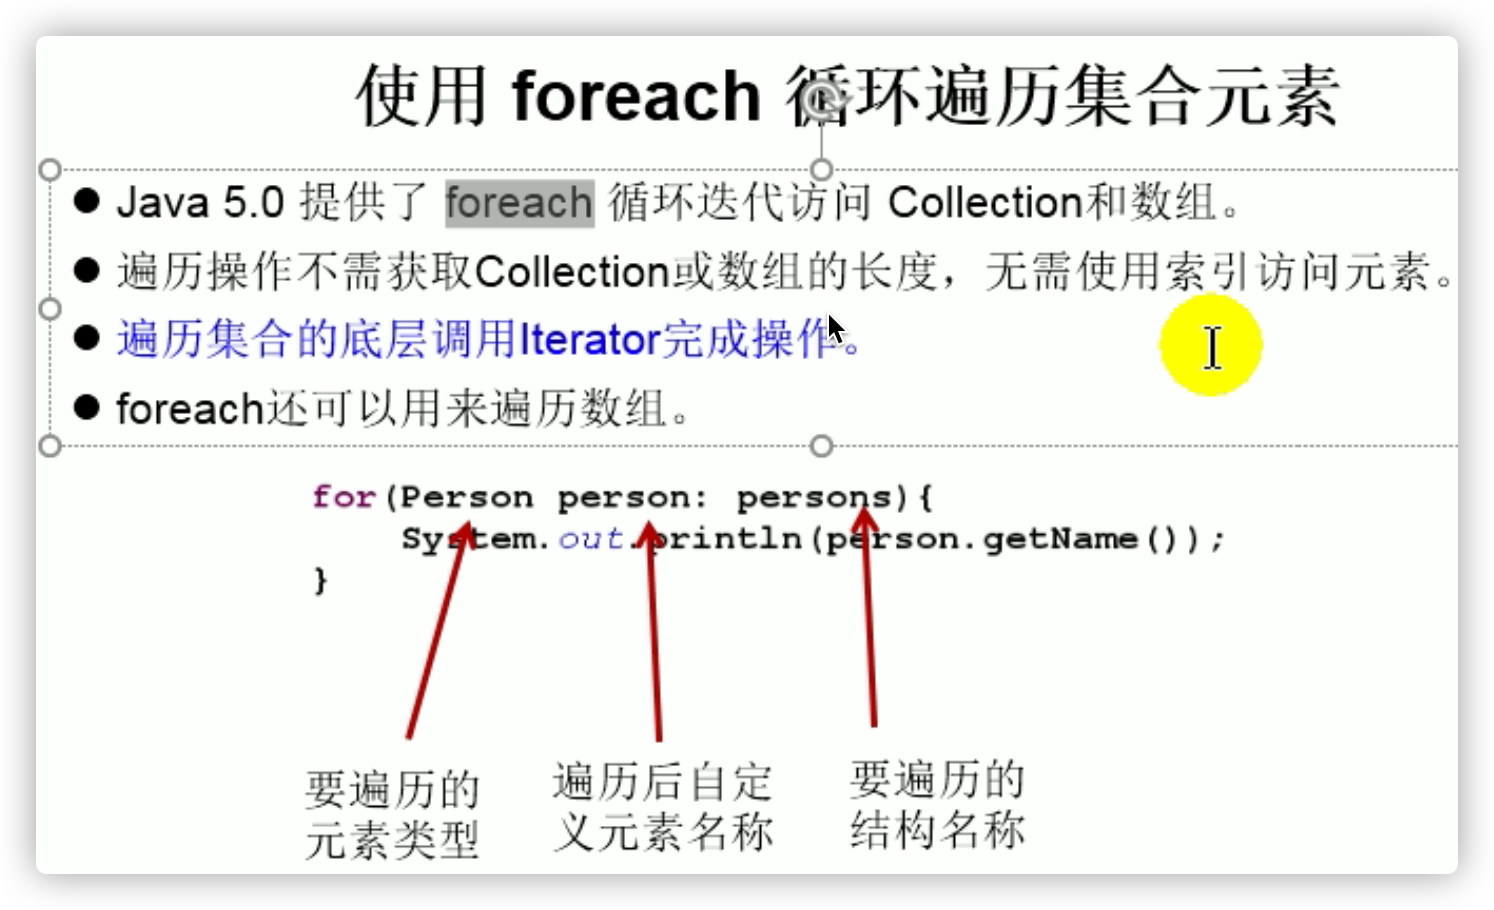 使用 foreach 循环遍历集合元素
● Java 5.0 提供了 foreach 循环迭代访问 Collection和数组。
● 遍历操作不需获取Collection或数组的长度，无需使用索引访问元素。
● 遍历集合的底层调用Iterator完成操作。
● foreach还可以用来遍历数组。
for(Person person: persons){
System.out.println(person.getName());
}
要遍历的
元素类型
遍历后自定
义元素名称
要遍历的
结构名称